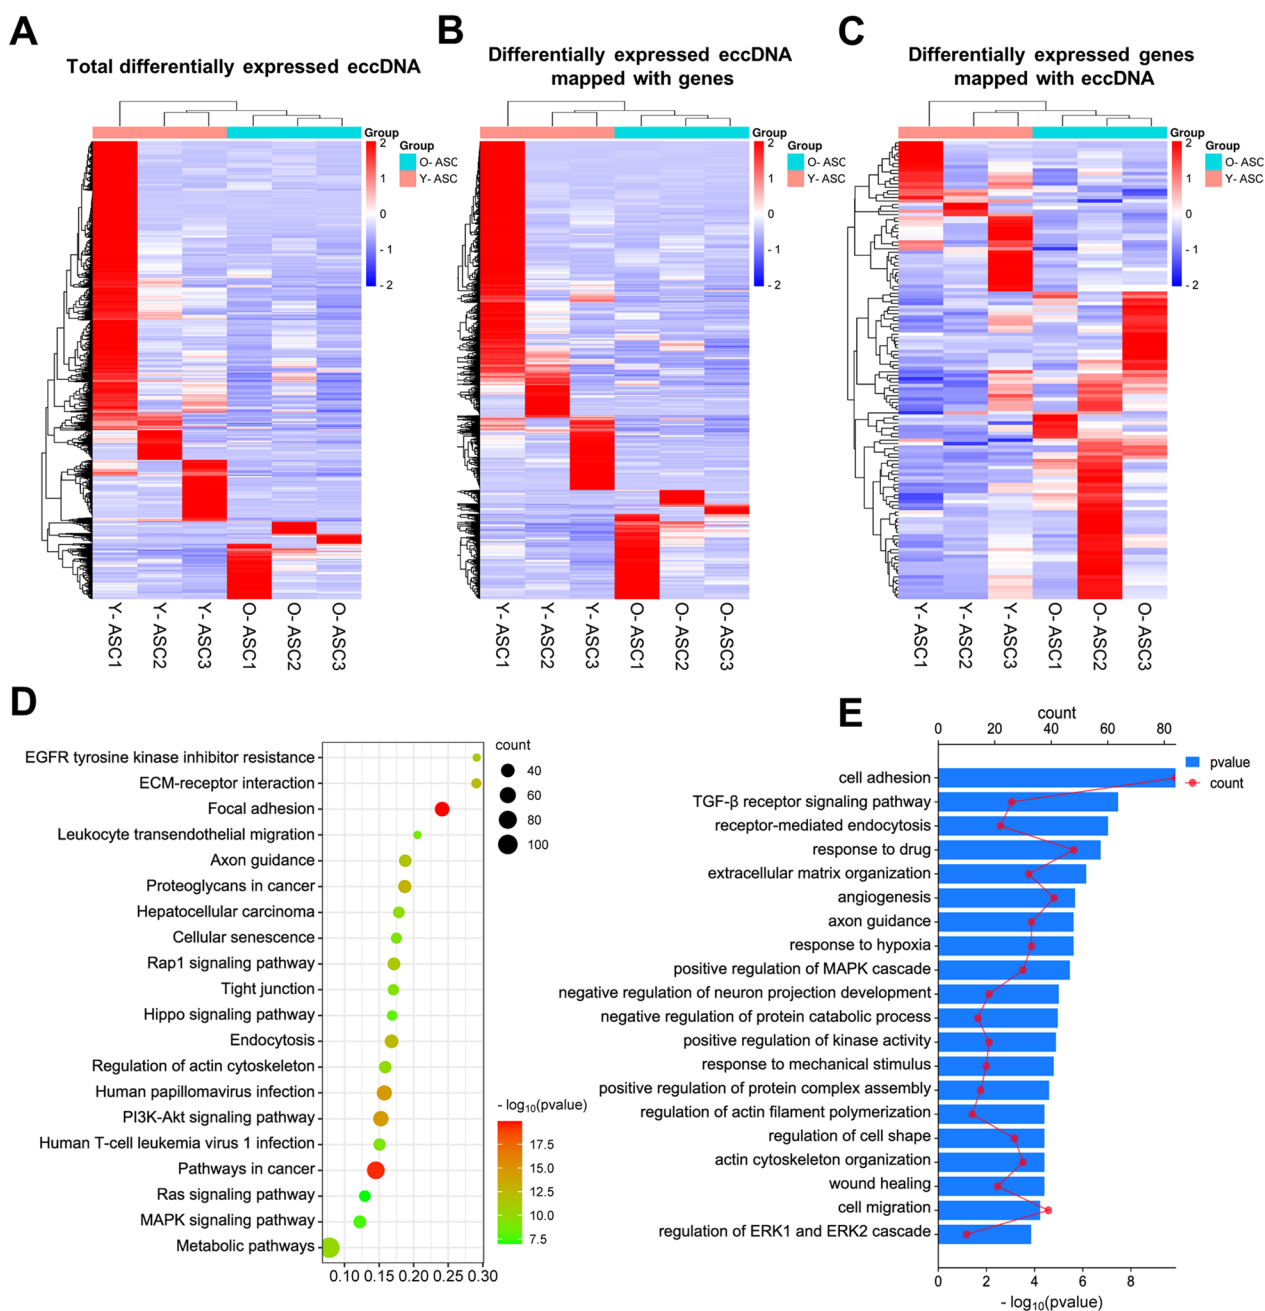 A
Total differentially expressed eccDNA
Group
2
1
0
- 1
- 2
Group
O- ASC
Y- ASC
Y- ASC1
Y- ASC2
Y- ASC3
O- ASC1
O- ASC2
O- ASC3
B
Differentially expressed eccDNA
mapped with genes
Group
2
1
0
- 1
- 2
Group
O- ASC
Y- ASC
Y- ASC1
Y- ASC2
Y- ASC3
O- ASC1
O- ASC2
O- ASC3
C
Differentially expressed genes
mapped with eccDNA
Group
2
1
0
- 1
- 2
Group
O- ASC
Y- ASC
Y- ASC1
Y- ASC2
Y- ASC3
O- ASC1
O- ASC2
O- ASC3
D
EGFR tyrosine kinase inhibitor resistance
ECM-receptor interaction
Focal adhesion
Leukocyte transendothelial migration
Axon guidance
Proteoglycans in cancer
Hepatocellular carcinoma
Cellular senescence
Rap1 signaling pathway
Tight junction
Hippo signaling pathway
Endocytosis
Regulation of actin cytoskeleton
Human papillomavirus infection
PI3K-Akt signaling pathway
Human T-cell leukemia virus 1 infection
Pathways in cancer
Ras signaling pathway
MAPK signaling pathway
Metabolic pathways
0.10 0.15 0.20 0.25 0.30
count
40
60
80
100
- log10(pvalue)
17.5
15.0
12.5
10.0
7.5
E
count
0 20 40 60 80
pvalue
count
cell adhesion
TGF-β receptor signaling pathway
receptor-mediated endocytosis
response to drug
extracellular matrix organization
angiogenesis
axon guidance
response to hypoxia
positive regulation of MAPK cascade
negative regulation of neuron projection development
negative regulation of protein catabolic process
positive regulation of kinase activity
response to mechanical stimulus
positive regulation of protein complex assembly
regulation of actin filament polymerization
regulation of cell shape
actin cytoskeleton organization
wound healing
cell migration
regulation of ERK1 and ERK2 cascade
0 2 4 6 8
- log10(pvalue)